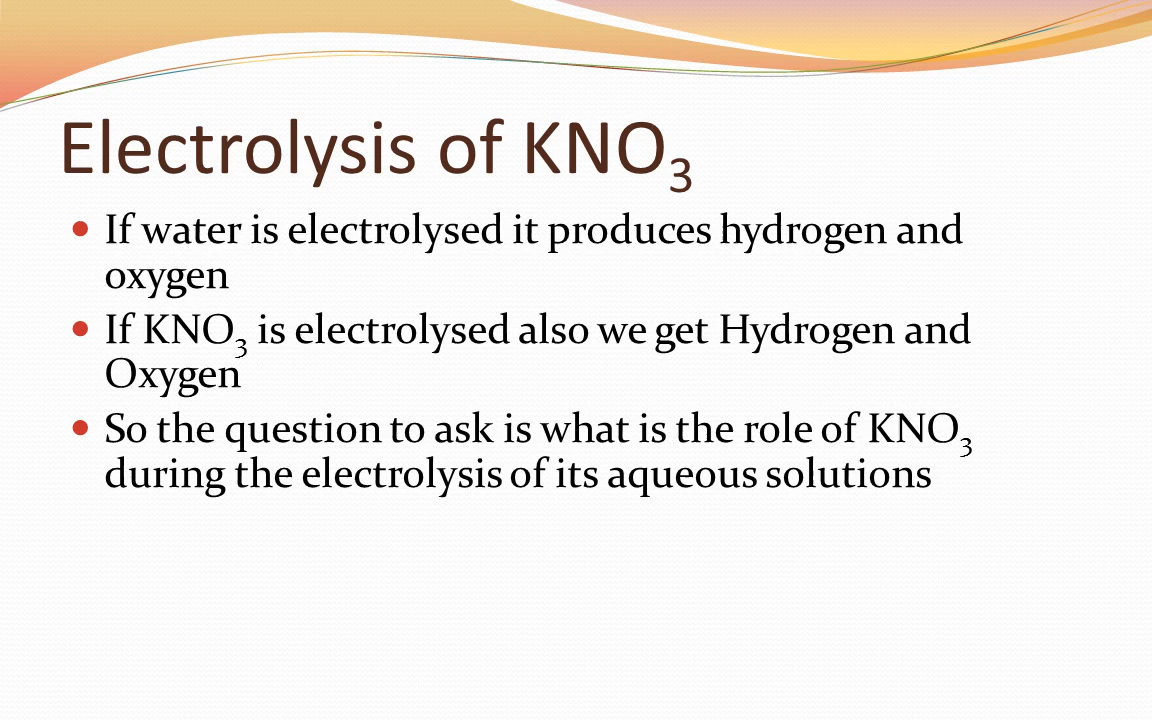 Electrolysis of KNO₃
• If water is electrolysed it produces hydrogen and
oxygen
• If KNO₃ is electrolysed also we get Hydrogen and
Oxygen
• So the question to ask is what is the role of KNO₃
during the electrolysis of its aqueous solutions